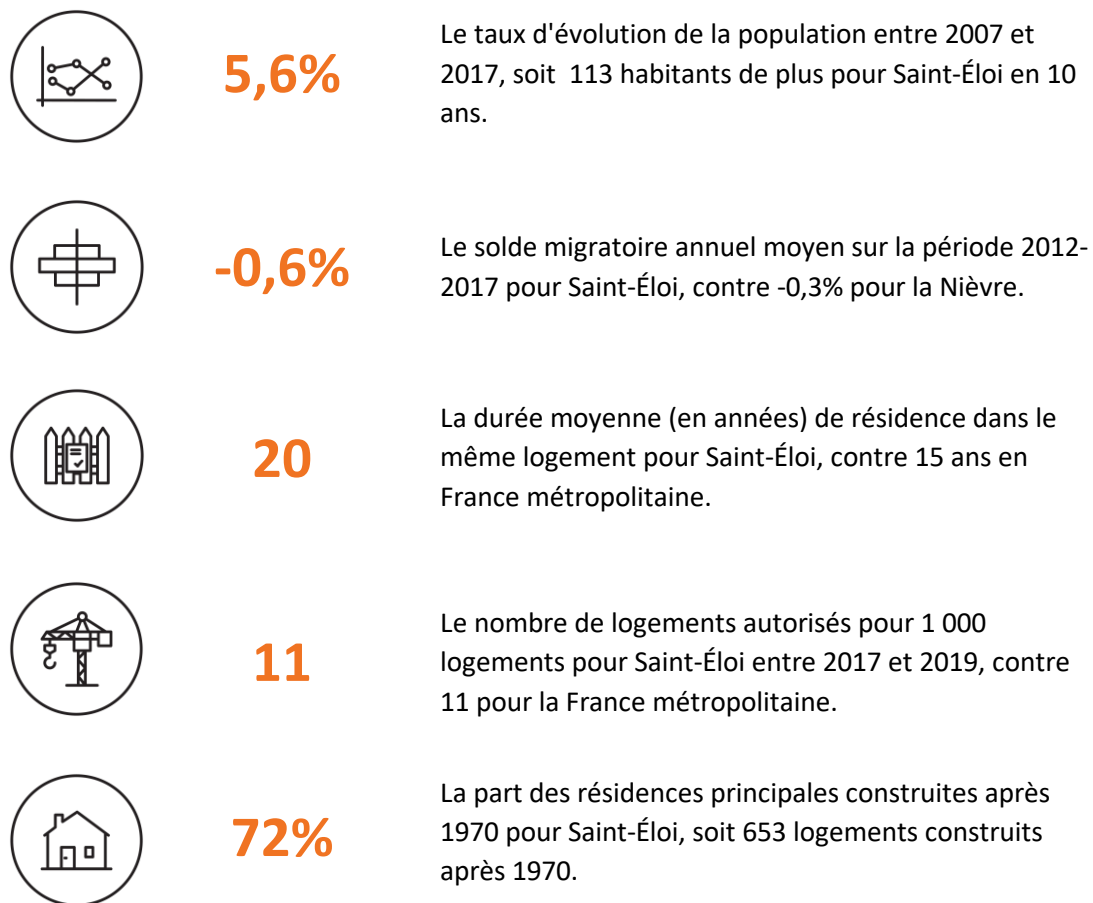 5,6%
Le taux d'évolution de la population entre 2007 et
2017, soit  113 habitants de plus pour Saint-Éloi en 10
ans.
-0,6%
Le solde migratoire annuel moyen sur la période 2012-
2017 pour Saint-Éloi, contre -0,3% pour la Nièvre.
20
La durée moyenne (en années) de résidence dans le
même logement pour Saint-Éloi, contre 15 ans en
France métropolitaine.
11
Le nombre de logements autorisés pour 1 000
logements pour Saint-Éloi entre 2017 et 2019, contre
11 pour la France métropolitaine.
72%
La part des résidences principales construites après
1970 pour Saint-Éloi, soit 653 logements construits
après 1970.